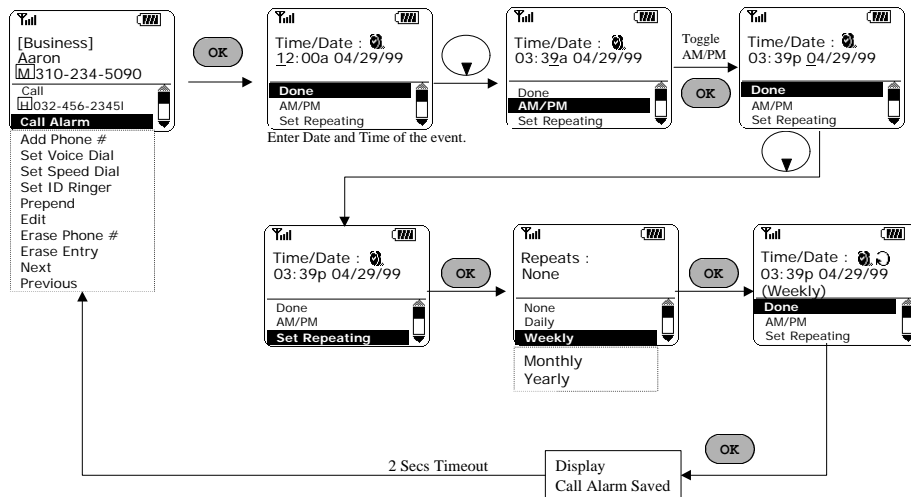 [Business]
Aaron
M 310-234-5090
Call
H 032-456-2345l
Call Alarm
Add Phone #
Set Voice Dial
Set Speed Dial
Set ID Ringer
Prepend
Edit
Erase Phone #
Erase Entry
Next
Previous
OK
Time/Date :
12:00a 04/29/99
Done
AM/PM
Set Repeating
Enter Date and Time of the event.
Time/Date :
03:39a 04/29/99
Done
AM/PM
Set Repeating
Toggle
AM/PM
OK
Time/Date :
03:39p 04/29/99
Done
AM/PM
Set Repeating
Time/Date :
03:39p 04/29/99
Done
AM/PM
Set Repeating
OK
Repeats :
None
None
Daily
Weekly
Monthly
Yearly
OK
Time/Date :
03:39p 04/29/99
(Weekly)
Done
AM/PM
Set Repeating
OK
Display
Call Alarm Saved
2 Secs Timeout